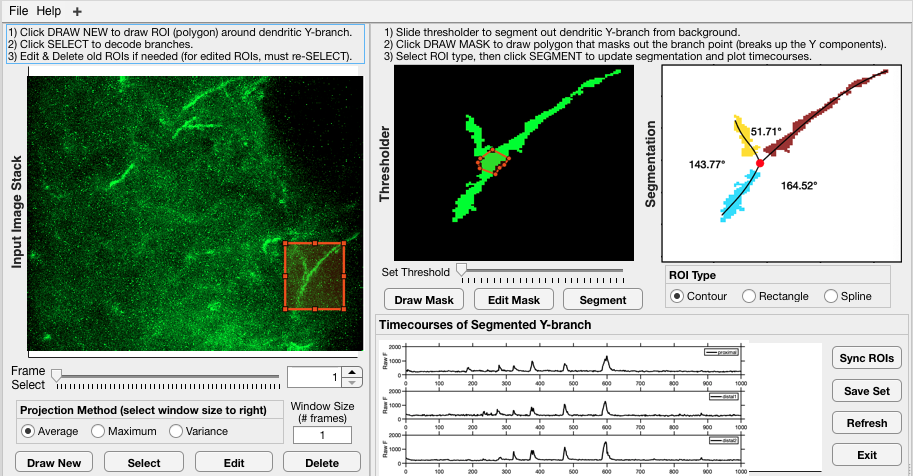 File Help +
1) Click DRAW NEW to draw ROI (polygon) around dendritic Y-branch.
2) Click SELECT to decode branches.
3) Edit & Delete old ROIs if needed (for edited ROIs, must re-SELECT).
1) Slide thresholder to segment out dendritic Y-branch from background.
2) Click DRAW MASK to draw polygon that masks out the branch point (breaks up the Y components).
3) Select ROI type, then click SEGMENT to update segmentation and plot timecourses.
Input Image Stack
Thresholder
Segmentation
51.71°
143.77°
164.52°
Set Threshold
Draw Mask Edit Mask Segment
ROI Type
Contour Rectangle Spline
Frame
Select
1
Projection Method (select window size to right)
Average Maximum Variance
Window Size
(# frames)
1
Draw New Select Edit Delete
Timecourses of Segmented Y-branch
2000
1000
0
Raw F
proximal
0 100 200 300 400 500 600 700 800 900 1000
2000
1000
0
Raw F
distal1
0 100 200 300 400 500 600 700 800 900 1000
2000
1000
0
Raw F
distal2
0 100 200 300 400 500 600 700 800 900 1000
Sync ROIs
Save Set
Refresh
Exit